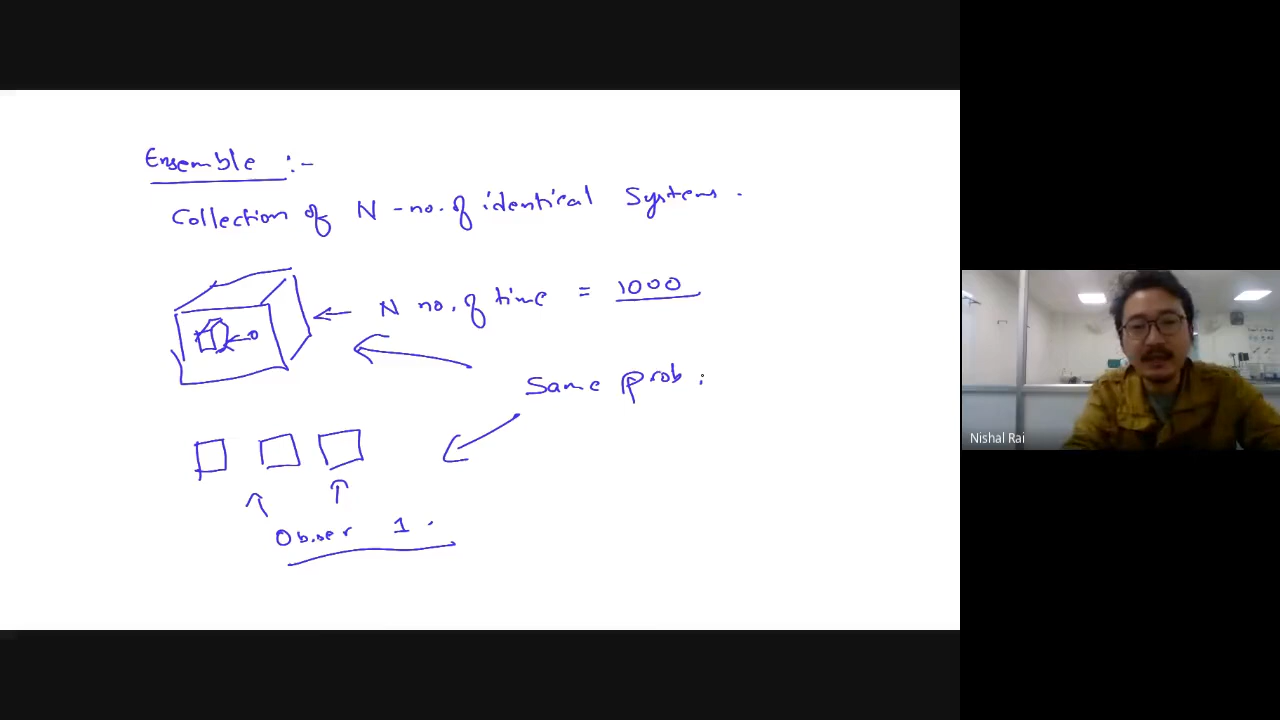 Ensemble :-
Collection of N - no. of identical Systems .
N no. of time = 1000
Same prob :
Obser 1 .
Nishal Rai